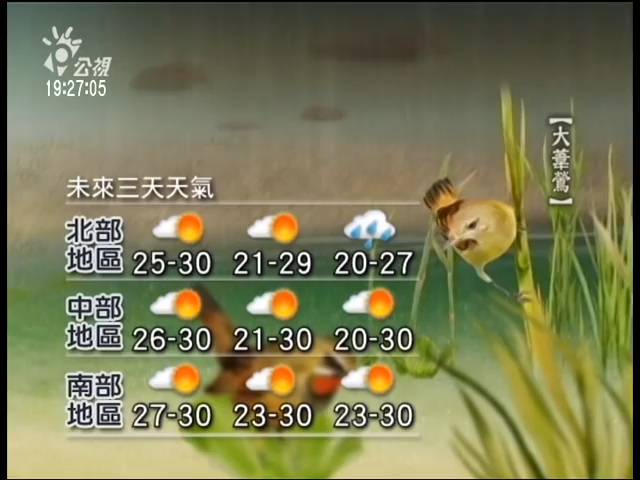 公視
19:27:05
【大葦鶯】
未來三天天氣
北部
地區 25-30 21-29 20-27
中部
地區 26-30 21-30 20-30
南部
地區 27-30 23-30 23-30